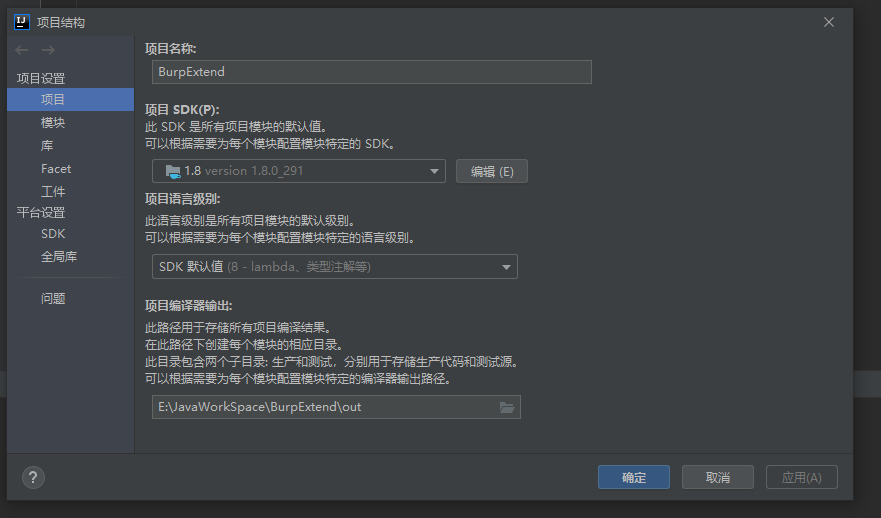 IJ 项目结构
项目设置
项目
模块
库
Facet
工件
平台设置
SDK
全局库
问题
项目名称:
BurpExtend
项目 SDK(P):
此 SDK 是所有项目模块的默认值。
可以根据需要为每个模块配置模块特定的 SDK。
1.8 version 1.8.0_291
编辑 (E)
项目语言级别:
此语言级别是所有项目模块的默认级别。
可以根据需要为每个模块配置模块特定的语言级别。
SDK 默认值 (8 - lambda、类型注解等)
项目编译器输出:
此路径用于存储所有项目编译结果。
在此路径下创建每个模块的相应目录。
此目录包含两个子目录: 生产和测试，分别用于存储生产代码和测试源。
可以根据需要为每个模块配置模块特定的编译器输出路径。
E:\JavaWorkSpace\BurpExtend\out
?
确定
取消
应用(A)